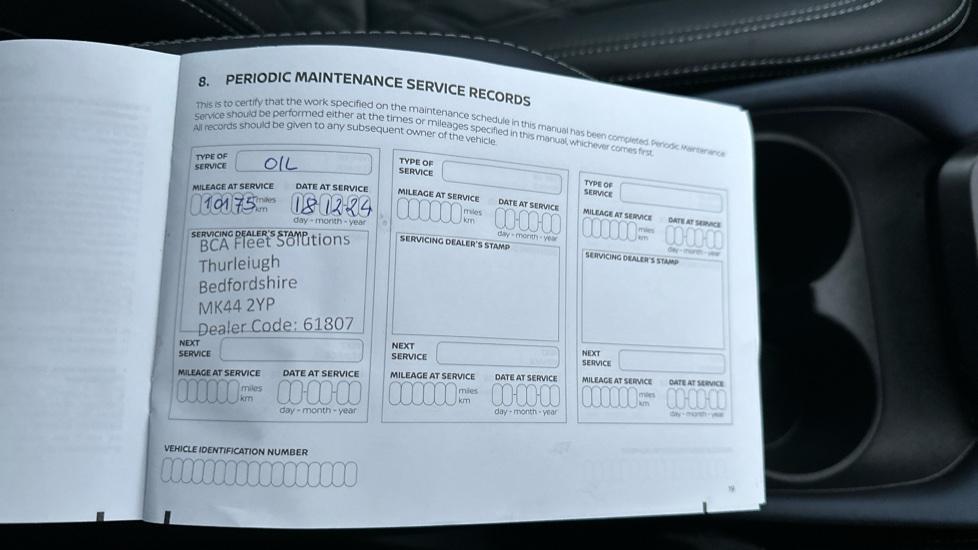 8. PERIODIC MAINTENANCE SERVICE RECORDS
This is to certify that the work specified on the maintenance schedule in this manual has been completed. Periodic Maintenance
Service should be performed either at the times or mileages specified in this manual, whichever comes first.
All records should be given to any subsequent owner of the vehicle.
TYPE OF
SERVICE
OIL
MILEAGE AT SERVICE DATE AT SERVICE
10175 miles
km
18 12 24
day - month - year
SERVICING DEALER'S STAMP
BCA Fleet Solutions
Thurleiugh
Bedfordshire
MK44 2YP
Dealer Code: 61807
NEXT
SERVICE
MILEAGE AT SERVICE DATE AT SERVICE
miles
km
day - month - year
TYPE OF
SERVICE
MILEAGE AT SERVICE DATE AT SERVICE
miles
km
day - month - year
SERVICING DEALER'S STAMP
NEXT
SERVICE
MILEAGE AT SERVICE DATE AT SERVICE
miles
km
day - month - year
TYPE OF
SERVICE
MILEAGE AT SERVICE DATE AT SERVICE
miles
km
day - month - year
SERVICING DEALER'S STAMP
NEXT
SERVICE
MILEAGE AT SERVICE DATE AT SERVICE
miles
km
day - month - year
VEHICLE IDENTIFICATION NUMBER